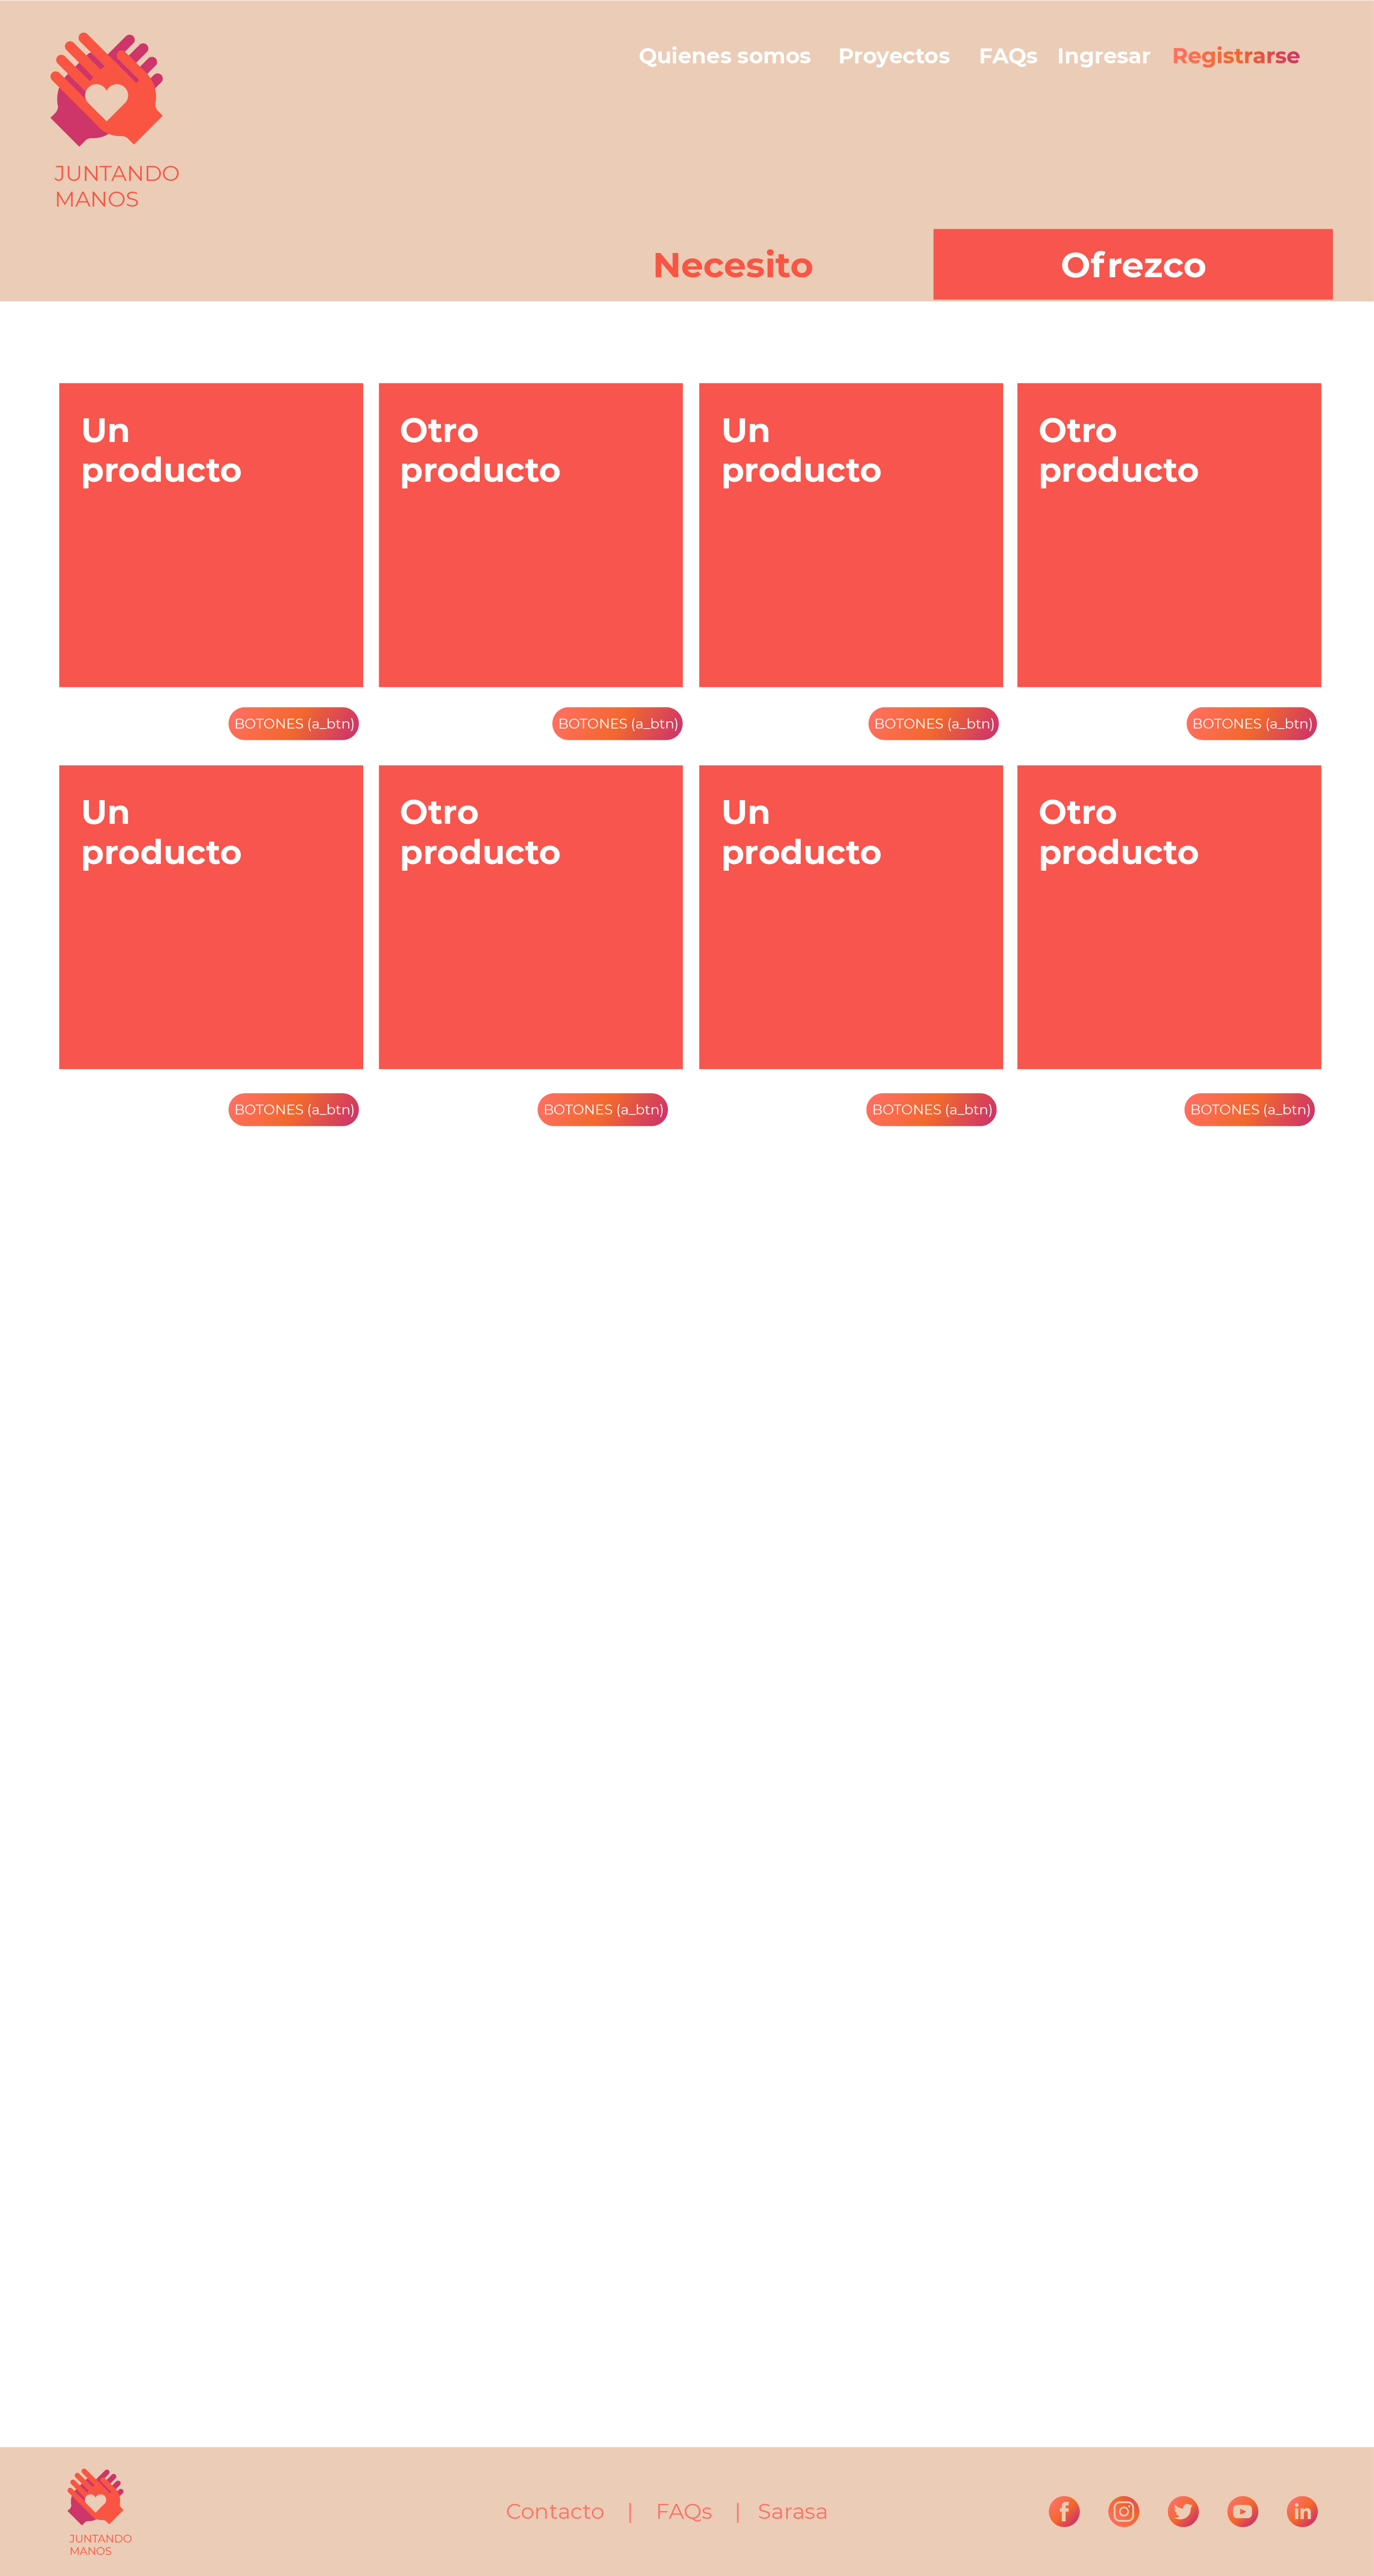 Quienes somos Proyectos FAQs Ingresar Registrarse
JUNTANDO
MANOS
Necesito Ofrezco
Un
producto
Otro
producto
Un
producto
Otro
producto
BOTONES (a_btn) BOTONES (a_btn) BOTONES (a_btn) BOTONES (a_btn)
Un
producto
Otro
producto
Un
producto
Otro
producto
BOTONES (a_btn) BOTONES (a_btn) BOTONES (a_btn) BOTONES (a_btn)
Contacto | FAQs | Sarasa
JUNTANDO
MANOS